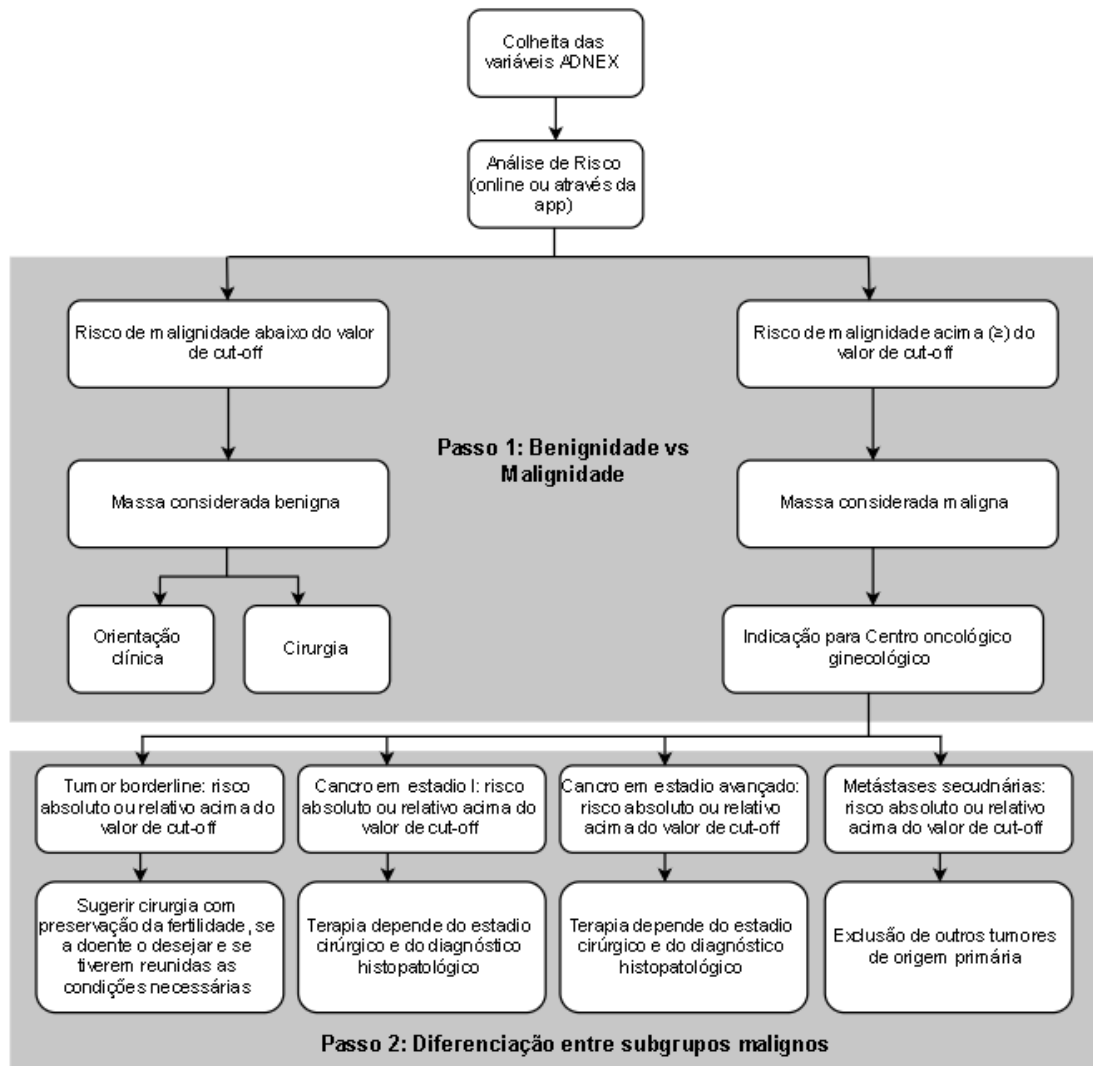 Colheita das
variáveis ADNEX
Análise de Risco
(online ou através da
app)
Risco de malignidade abaixo do valor
de cut-off
Risco de malignidade acima (≥) do
valor de cut-off
Passo 1: Benignidade vs
Malignidade
Massa considerada benigna
Massa considerada maligna
Orientação
clínica
Cirurgia
Indicação para Centro oncológico
ginecológico
Tumor borderline: risco
absoluto ou relativo acima do
valor de cut-off
Cancro em estadio I: risco
absoluto ou relativo acima do
valor de cut-off
Cancro em estadio avançado:
risco absoluto ou relativo
acima do valor de cut-off
Metástases secudnárias:
risco absoluto ou relativo
acima do valor de cut-off
Sugerir cirurgia com
preservação da fertilidade, se
a doente o desejar e se
tiverem reunidas as
condições necessárias
Terapia depende do estadio
cirúrgico e do diagnóstico
histopatológico
Terapia depende do estadio
cirúrgico e do diagnóstico
histopatológico
Exclusão de outros tumores
de origem primária
Passo 2: Diferenciação entre subgrupos malignos